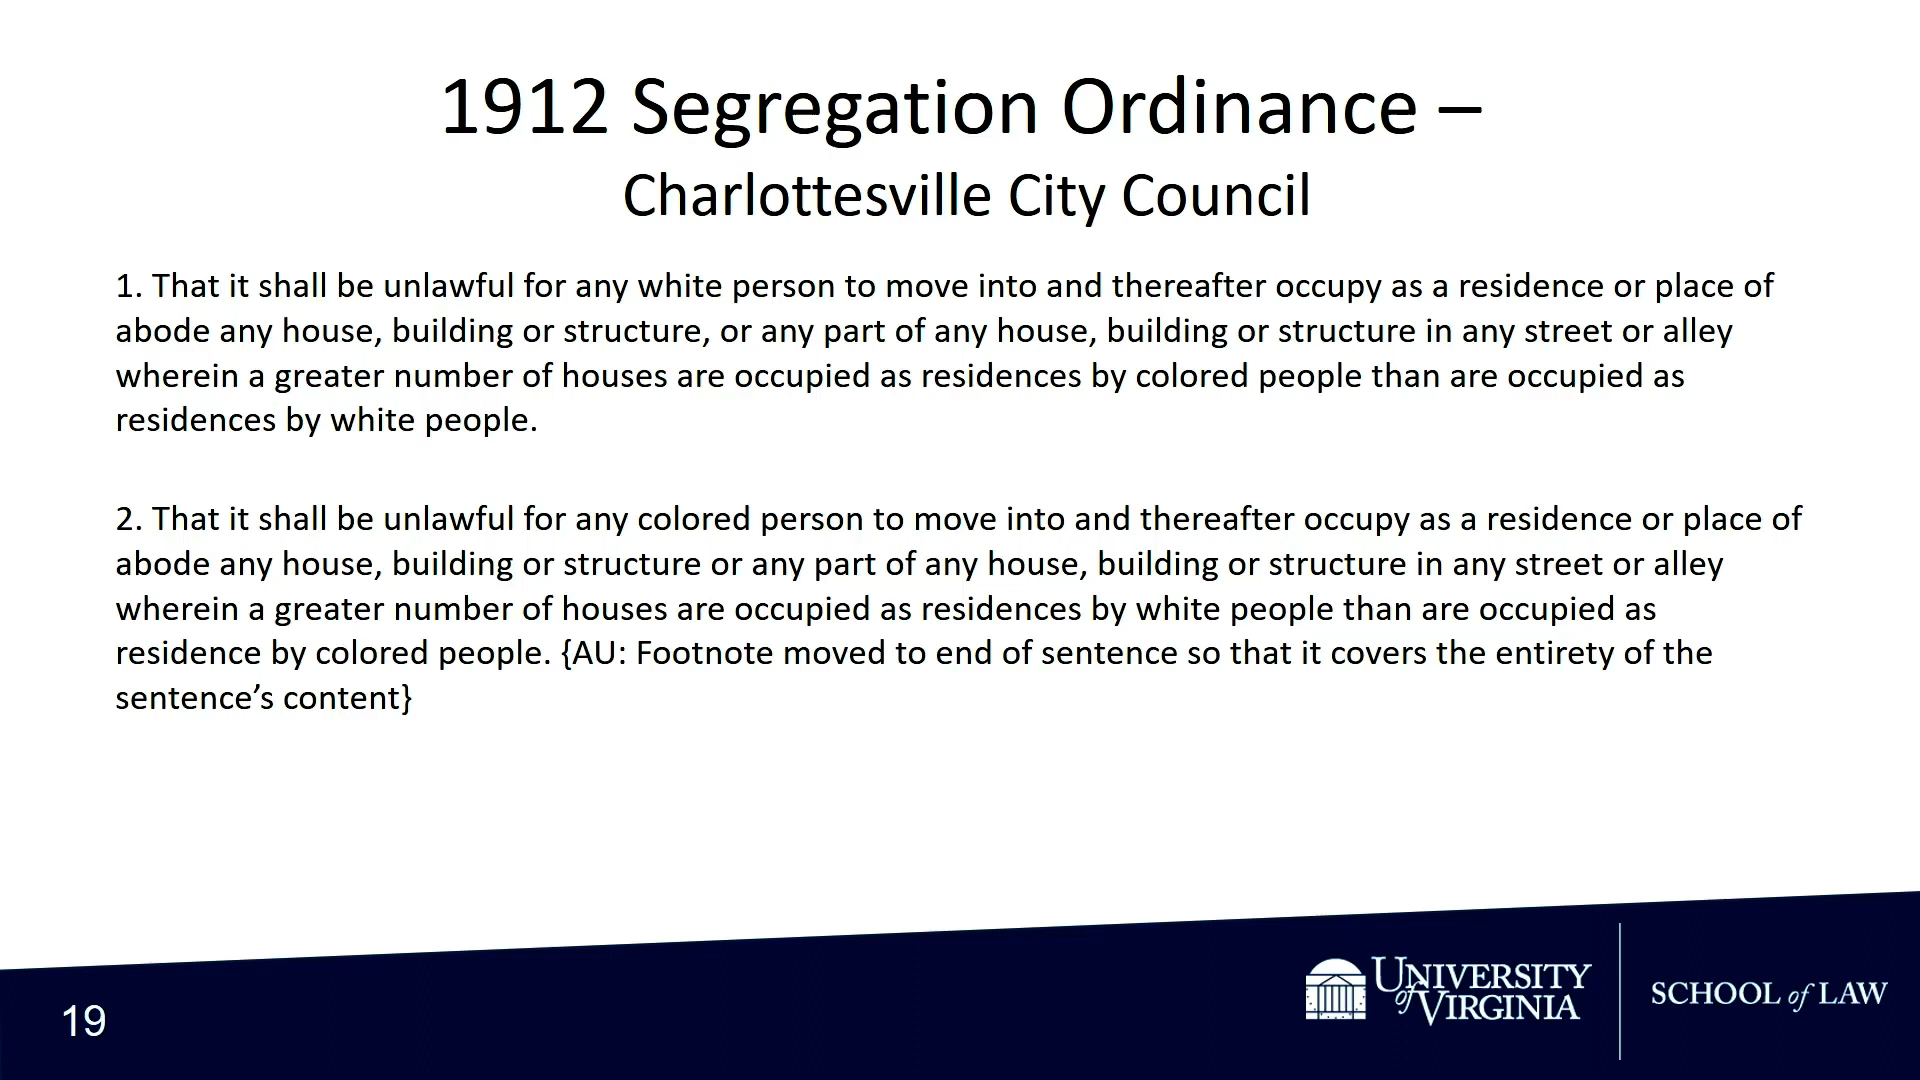 1912 Segregation Ordinance –
Charlottesville City Council
1. That it shall be unlawful for any white person to move into and thereafter occupy as a residence or place of
abode any house, building or structure, or any part of any house, building or structure in any street or alley
wherein a greater number of houses are occupied as residences by colored people than are occupied as
residences by white people.
2. That it shall be unlawful for any colored person to move into and thereafter occupy as a residence or place of
abode any house, building or structure or any part of any house, building or structure in any street or alley
wherein a greater number of houses are occupied as residences by white people than are occupied as
residence by colored people. {AU: Footnote moved to end of sentence so that it covers the entirety of the
sentence’s content}
19
UNIVERSITY
of VIRGINIA
SCHOOL of LAW